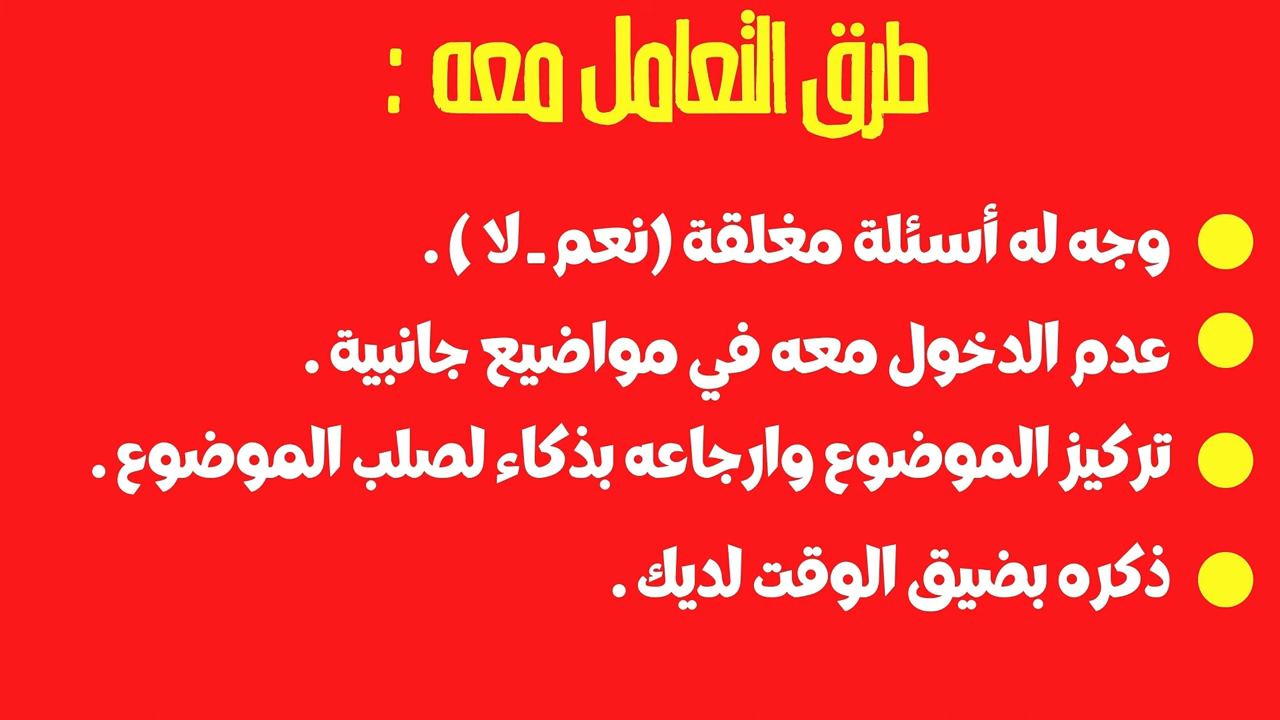 طرق التعامل معه :
وجه له أسئلة مغلقة (نعم - لا ) .
عدم الدخول معه في مواضيع جانبية .
تركيز الموضوع وارجاعه بذكاء لصلب الموضوع .
ذكره بضيق الوقت لديك .